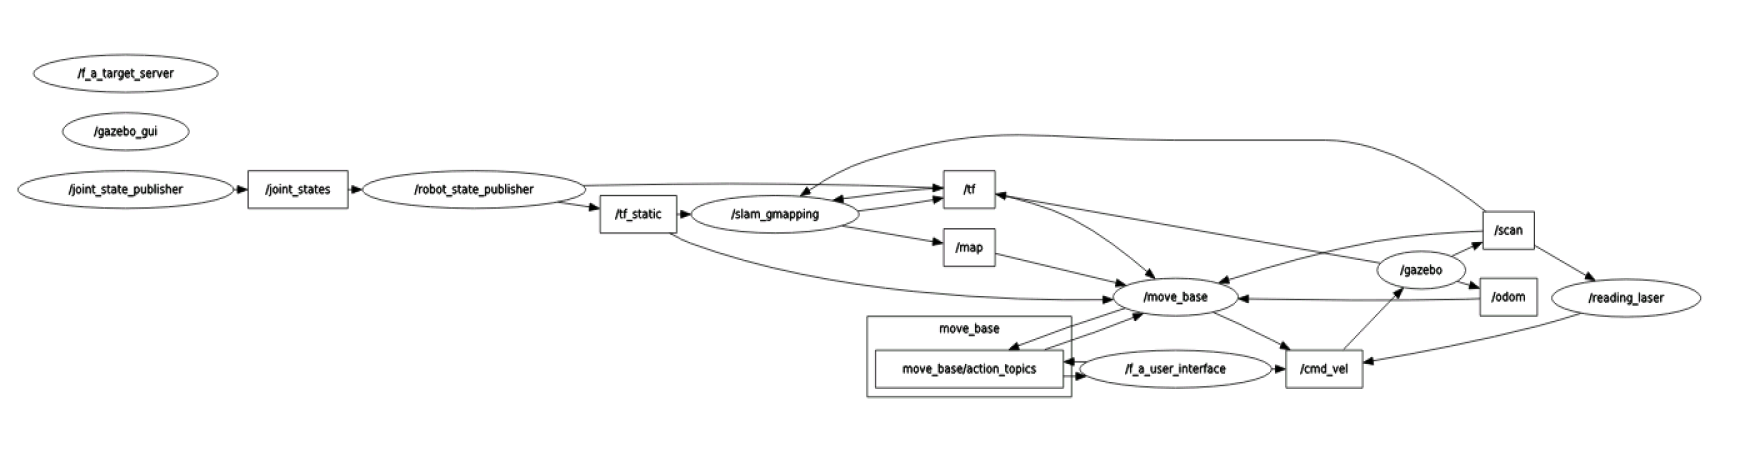 /f_a_target_server
/gazebo_gui
/joint_state_publisher
/joint_states
/robot_state_publisher
/tf_static
/slam_gmapping
/tf
/map
/move_base
move_base
move_base/action_topics
/f_a_user_interface
/cmd_vel
/gazebo
/scan
/odom
/reading_laser